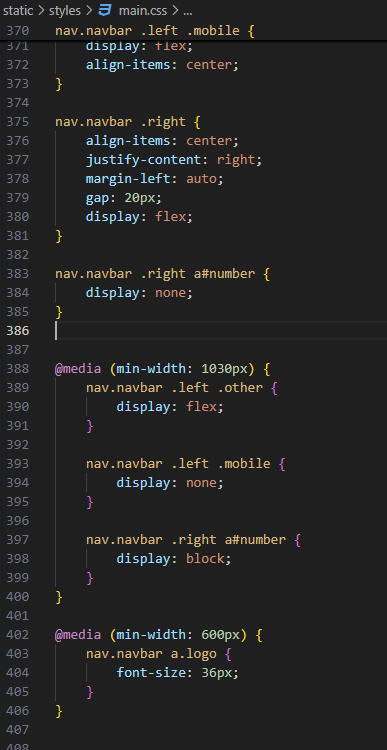 static > styles > main.css > ...
370 nav.navbar .left .mobile {
371     display: flex;
372     align-items: center;
373 }
374
375 nav.navbar .right {
376     align-items: center;
377     justify-content: right;
378     margin-left: auto;
379     gap: 20px;
380     display: flex;
381 }
382
383 nav.navbar .right a#number {
384     display: none;
385 }
386
387
388 @media (min-width: 1030px) {
389     nav.navbar .left .other {
390         display: flex;
391     }
392
393     nav.navbar .left .mobile {
394         display: none;
395     }
396
397     nav.navbar .right a#number {
398         display: block;
399     }
400 }
401
402 @media (min-width: 600px) {
403     nav.navbar a.logo {
404         font-size: 36px;
405     }
406 }
407
408